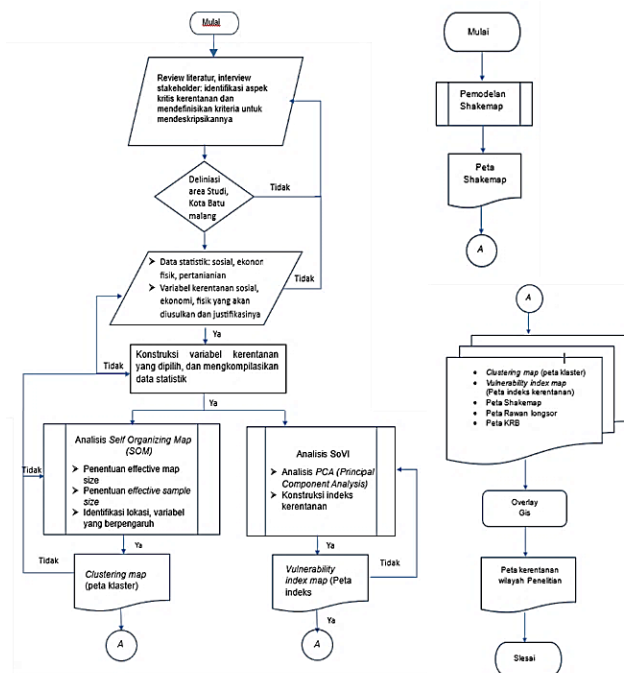 Mulai
Review literatur, interview
stakeholder: identifikasi aspek
kritis kerentanan dan
mendefinisikan kriteria untuk
mendeskripsikannya
Deliniasi
area Studi,
Kota Batu
malang
Tidak
➢ Data statistik: sosial, ekonor
fisik, pertanianian
➢ Variabel kerentanan sosial,
ekonomi, fisik yang akan
diusulkan dan justifikasinya
Tidak
Ya
Konstruksi variabel kerentanan
yang dipilih, dan mengkompilasikan
data statistik
Tidak
Ya
Analisis Self Organizing Map
(SOM)
➢ Penentuan effective map
size
➢ Penentuan effective sample
size
➢ Identifikasi lokasi, variabel
yang berpengaruh
Tidak
Ya
Tidak
Clustering map
(peta klaster)
A
Analisis SoVI
➢ Analisis PCA (Principal
Component Analysis)
➢ Konstruksi indeks
kerentanan
Ya
Vulnerability
index map (Peta
indeks
Tidak
Ya
A
Mulai
Pemodelan
Shakemap
Peta
Shakemap
A
A
• Clustering map (peta klaster)
• Vulnerability index map
(Peta indeks kerentanan)
• Peta Shakemap
• Peta Rawan longsor
• Peta KRB
Overlay
Gis
Peta kerentanan
wilayah Penelitian
Slesai